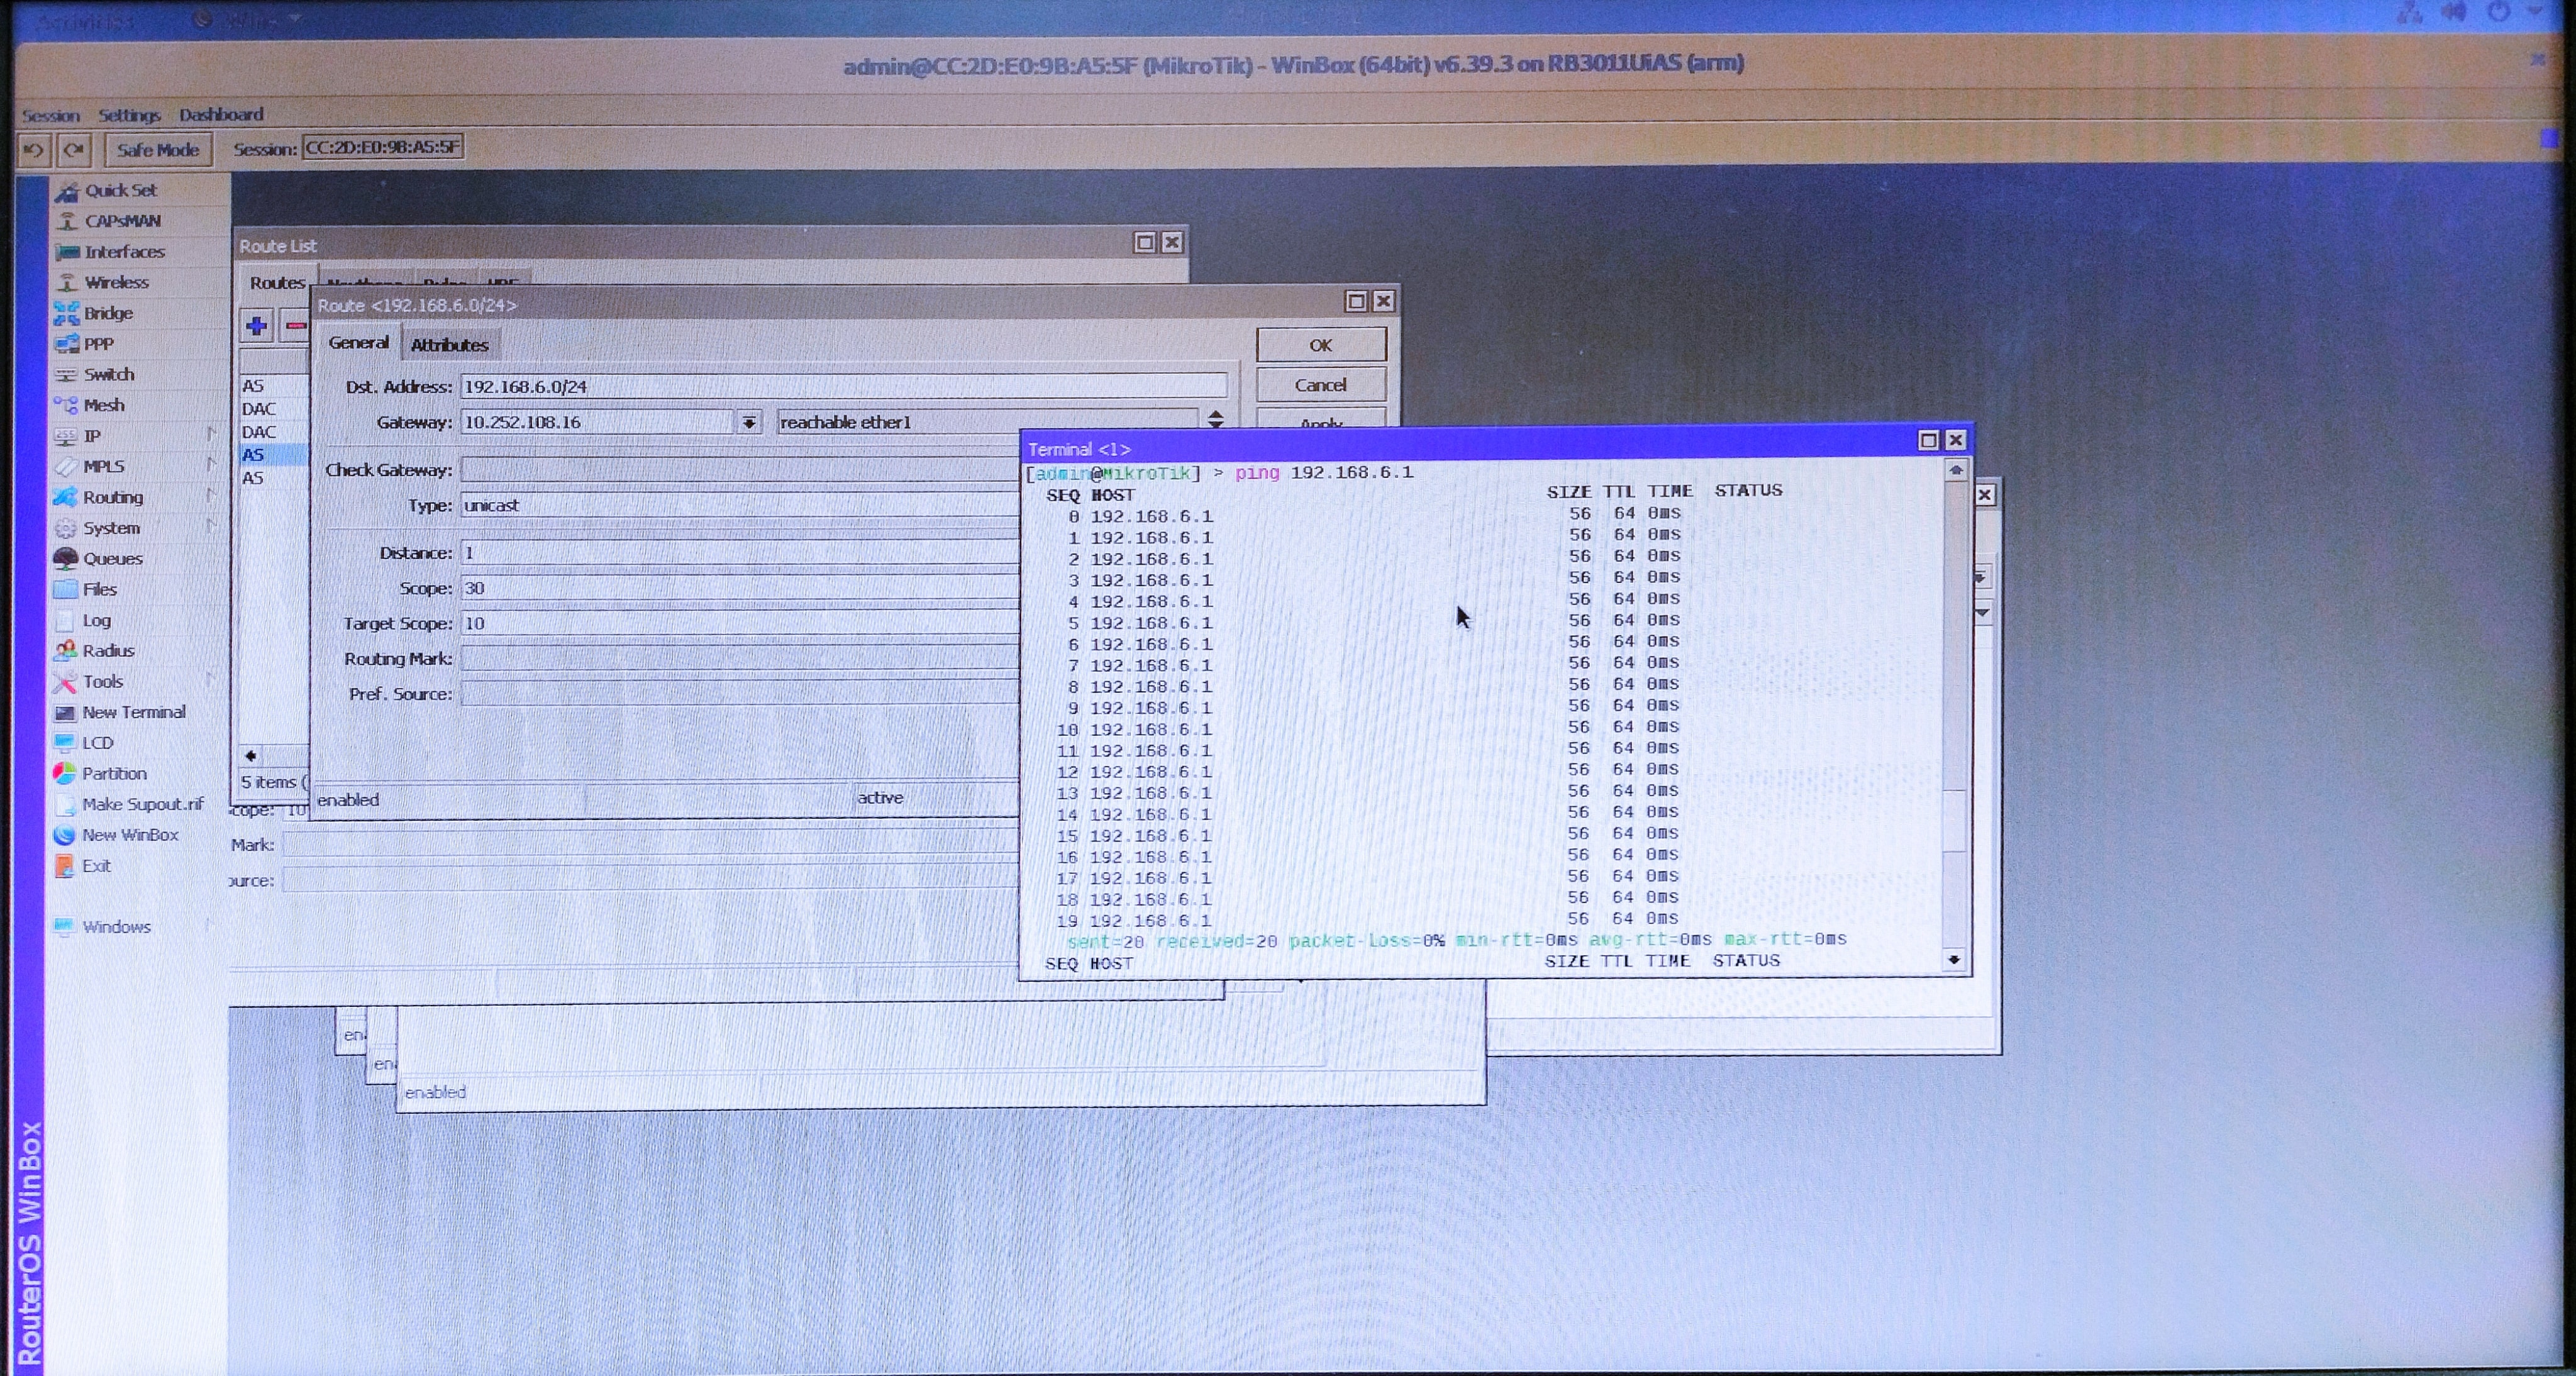 admin@CC:2D:E0:9B:A5:5F (MikroTik) - WinBox (64bit) v6.39.3 on RB3011UiAS (arm)
Session Settings Dashboard
Safe Mode Session: CC:2D:E0:9B:A5:5F
Quick Set
CAPsMAN
Interfaces
Wireless
Bridge
PPP
Switch
Mesh
IP
MPLS
Routing
System
Queues
Files
Log
Radius
Tools
New Terminal
LCD
Partition
Make Supout.rif
New WinBox
Exit
Windows
RouterOS WinBox
Route List
Routes
AS
DAC
DAC
AS
AS
5 items (
Route <192.168.6.0/24>
General Attributes
OK
Cancel
Apply
Dst. Address: 192.168.6.0/24
Gateway: 10.252.108.16 reachable ether1
Check Gateway:
Type: unicast
Distance: 1
Scope: 30
Target Scope: 10
Routing Mark:
Pref. Source:
enabled active
cope: 10
Mark:
ource:
en
en
enabled
Terminal <1>
[admin@MikroTik] > ping 192.168.6.1
SEQ HOST SIZE TTL TIME STATUS
0 192.168.6.1 56 64 0ms
1 192.168.6.1 56 64 0ms
2 192.168.6.1 56 64 0ms
3 192.168.6.1 56 64 0ms
4 192.168.6.1 56 64 0ms
5 192.168.6.1 56 64 0ms
6 192.168.6.1 56 64 0ms
7 192.168.6.1 56 64 0ms
8 192.168.6.1 56 64 0ms
9 192.168.6.1 56 64 0ms
10 192.168.6.1 56 64 0ms
11 192.168.6.1 56 64 0ms
12 192.168.6.1 56 64 0ms
13 192.168.6.1 56 64 0ms
14 192.168.6.1 56 64 0ms
15 192.168.6.1 56 64 0ms
16 192.168.6.1 56 64 0ms
17 192.168.6.1 56 64 0ms
18 192.168.6.1 56 64 0ms
19 192.168.6.1 56 64 0ms
sent=20 received=20 packet-loss=0% min-rtt=0ms avg-rtt=0ms max-rtt=0ms
SEQ HOST SIZE TTL TIME STATUS